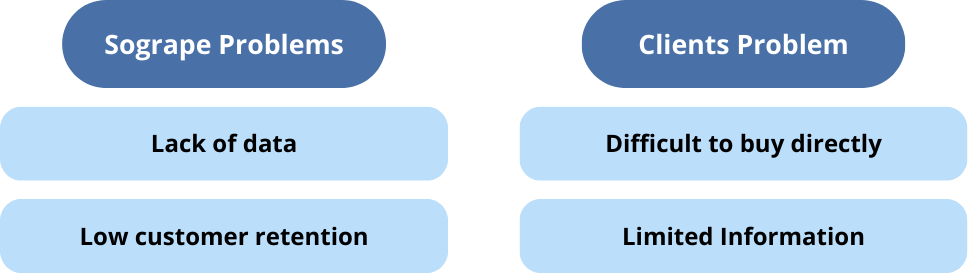 Sogrape Problems
Lack of data
Low customer retention
Clients Problem
Difficult to buy directly
Limited Information